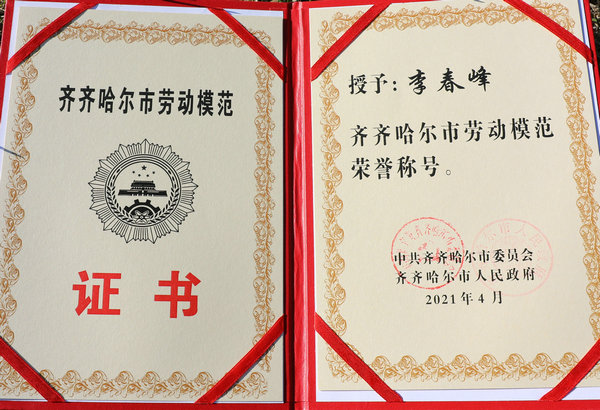 齐齐哈尔市劳动模范
证书
授予：李春峰
齐齐哈尔市劳动模范
荣誉称号。
中共齐齐哈尔市委员会
齐齐哈尔市人民政府
2021年4月